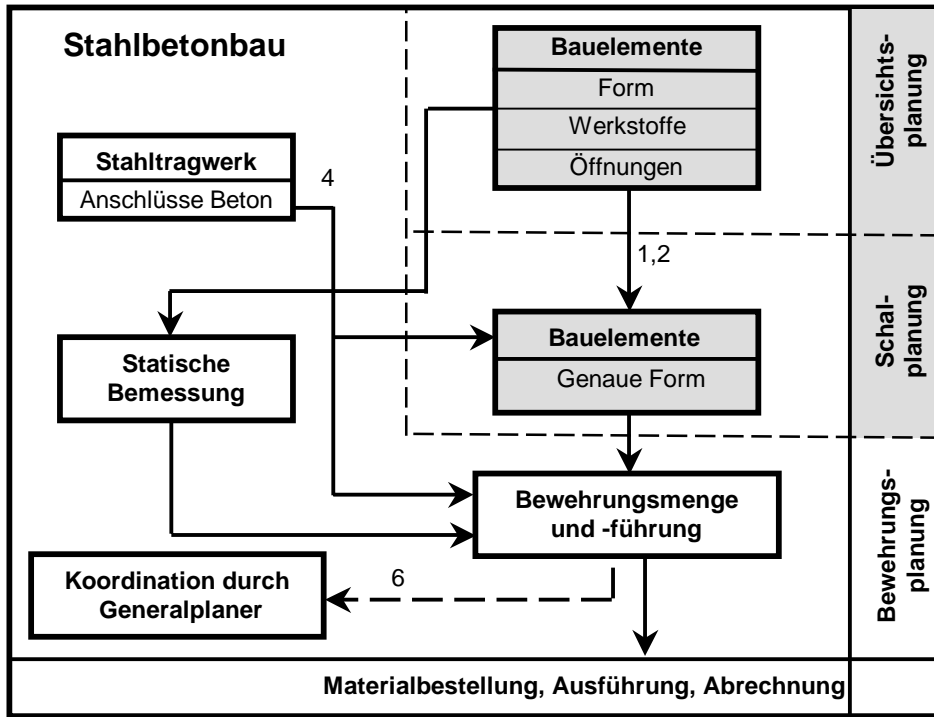 Stahlbetonbau
Bauelemente
Form
Werkstoffe
Öffnungen
Übersichts-
planung
Stahltragwerk
Anschlüsse Beton
4
1,2
Schal-
planung
Bauelemente
Genaue Form
Statische
Bemessung
Bewehrungsmenge
und -führung
Bewehrungs-
planung
Koordination durch
Generalplaner
6
Materialbestellung, Ausführung, Abrechnung